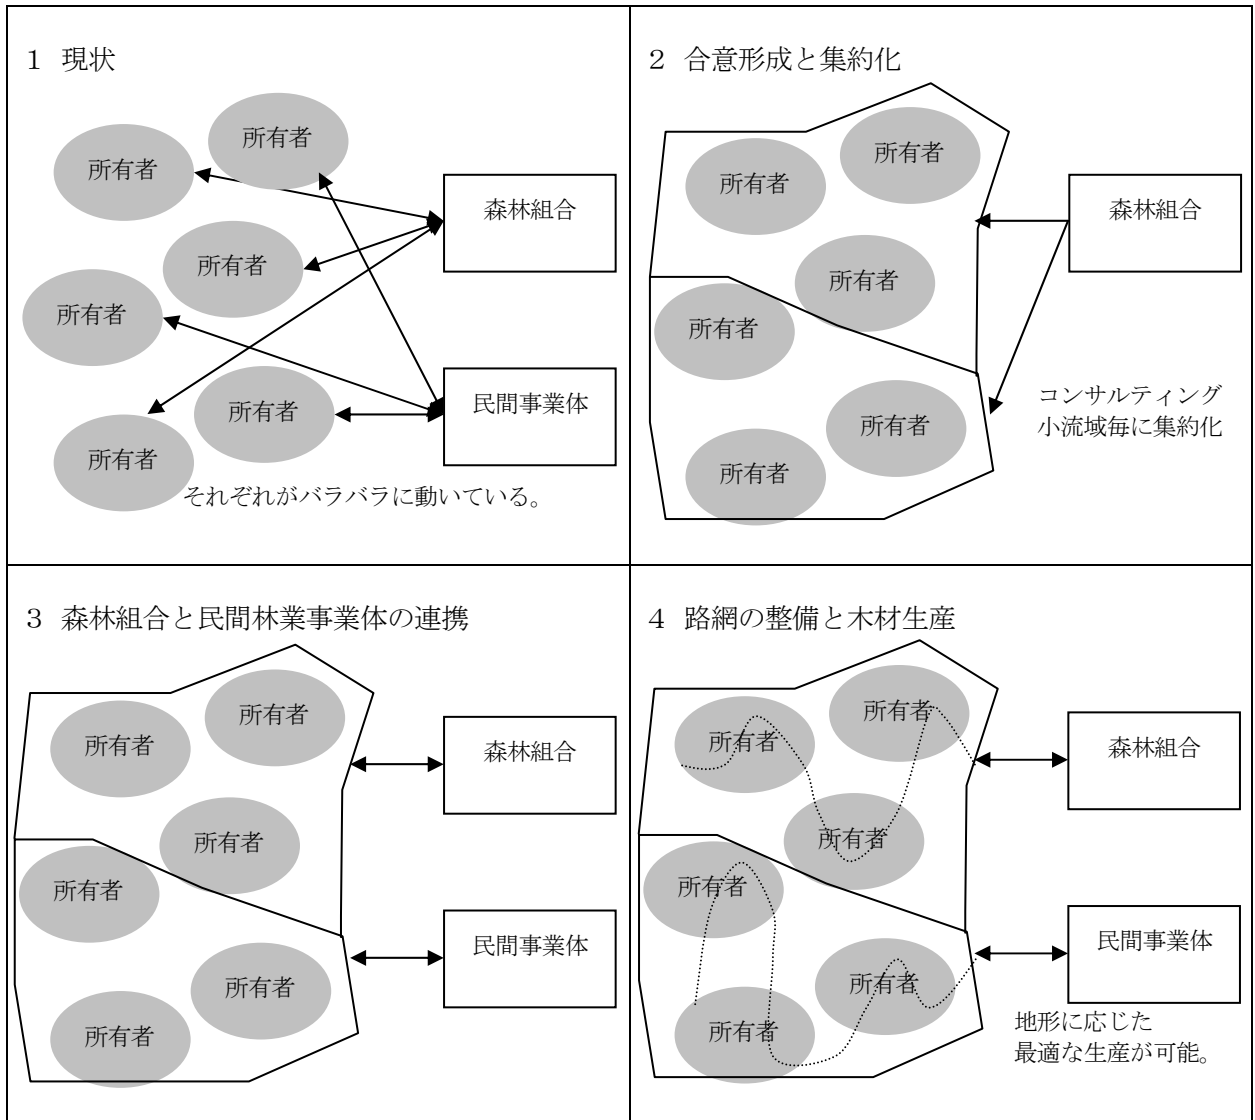 1 現状
所有者
所有者
所有者
所有者
所有者
所有者
森林組合
民間事業体
それぞれがバラバラに動いている。
2 合意形成と集約化
所有者
所有者
所有者
所有者
所有者
所有者
森林組合
コンサルティング
小流域毎に集約化
3 森林組合と民間林業事業体の連携
所有者
所有者
所有者
所有者
所有者
所有者
森林組合
民間事業体
4 路網の整備と木材生産
所有者
所有者
所有者
所有者
所有者
所有者
森林組合
民間事業体
地形に応じた
最適な生産が可能。